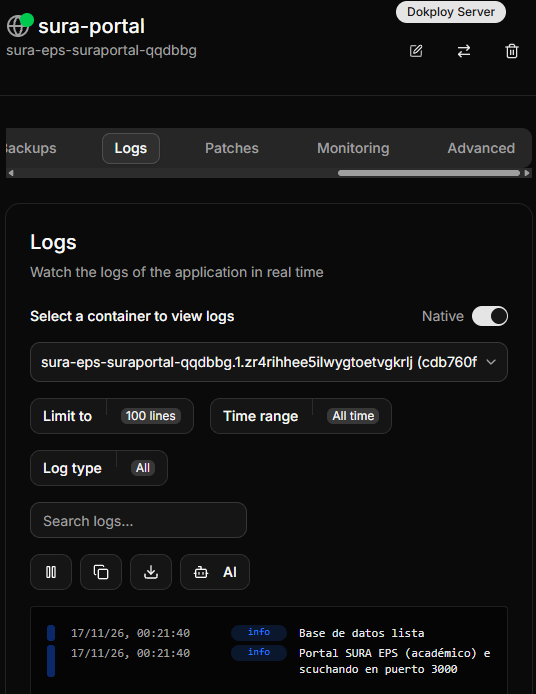 Dokploy Server
sura-portal
sura-eps-suraportal-qqdbbg
Backups Logs Patches Monitoring Advanced
Logs
Watch the logs of the application in real time
Select a container to view logs Native
sura-eps-suraportal-qqdbbg.1.zr4rihhee5ilwygtoetvgkrlj (cdb760f
Limit to 100 lines Time range All time
Log type All
Search logs...
AI
17/11/26, 00:21:40 info Base de datos lista
17/11/26, 00:21:40 info Portal SURA EPS (académico) e
scuchando en puerto 3000